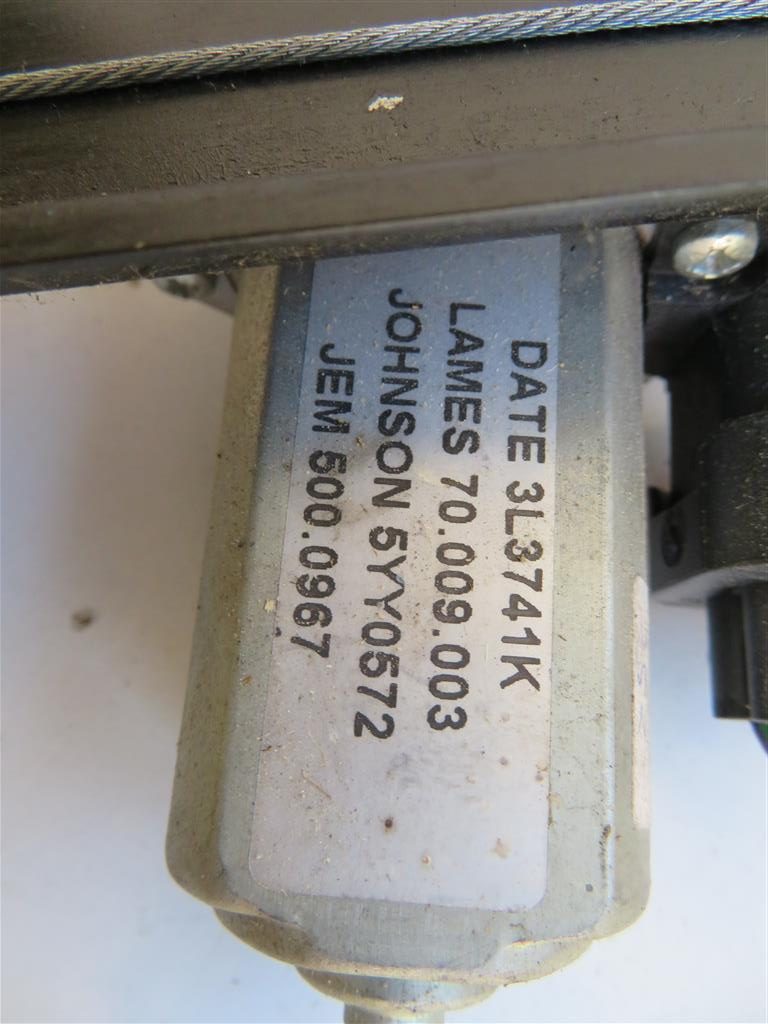 DATE 3L3741K
LAMES 70.009.003
JOHNSON 5YY0572
JEM 500.0967